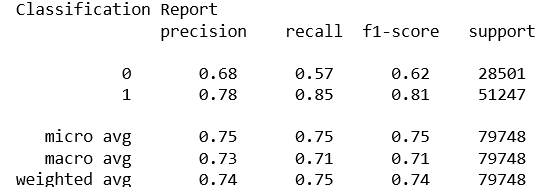 Classification Report
precision recall f1-score support
0 0.68 0.57 0.62 28501
1 0.78 0.85 0.81 51247
micro avg 0.75 0.75 0.75 79748
macro avg 0.73 0.71 0.71 79748
weighted avg 0.74 0.75 0.74 79748